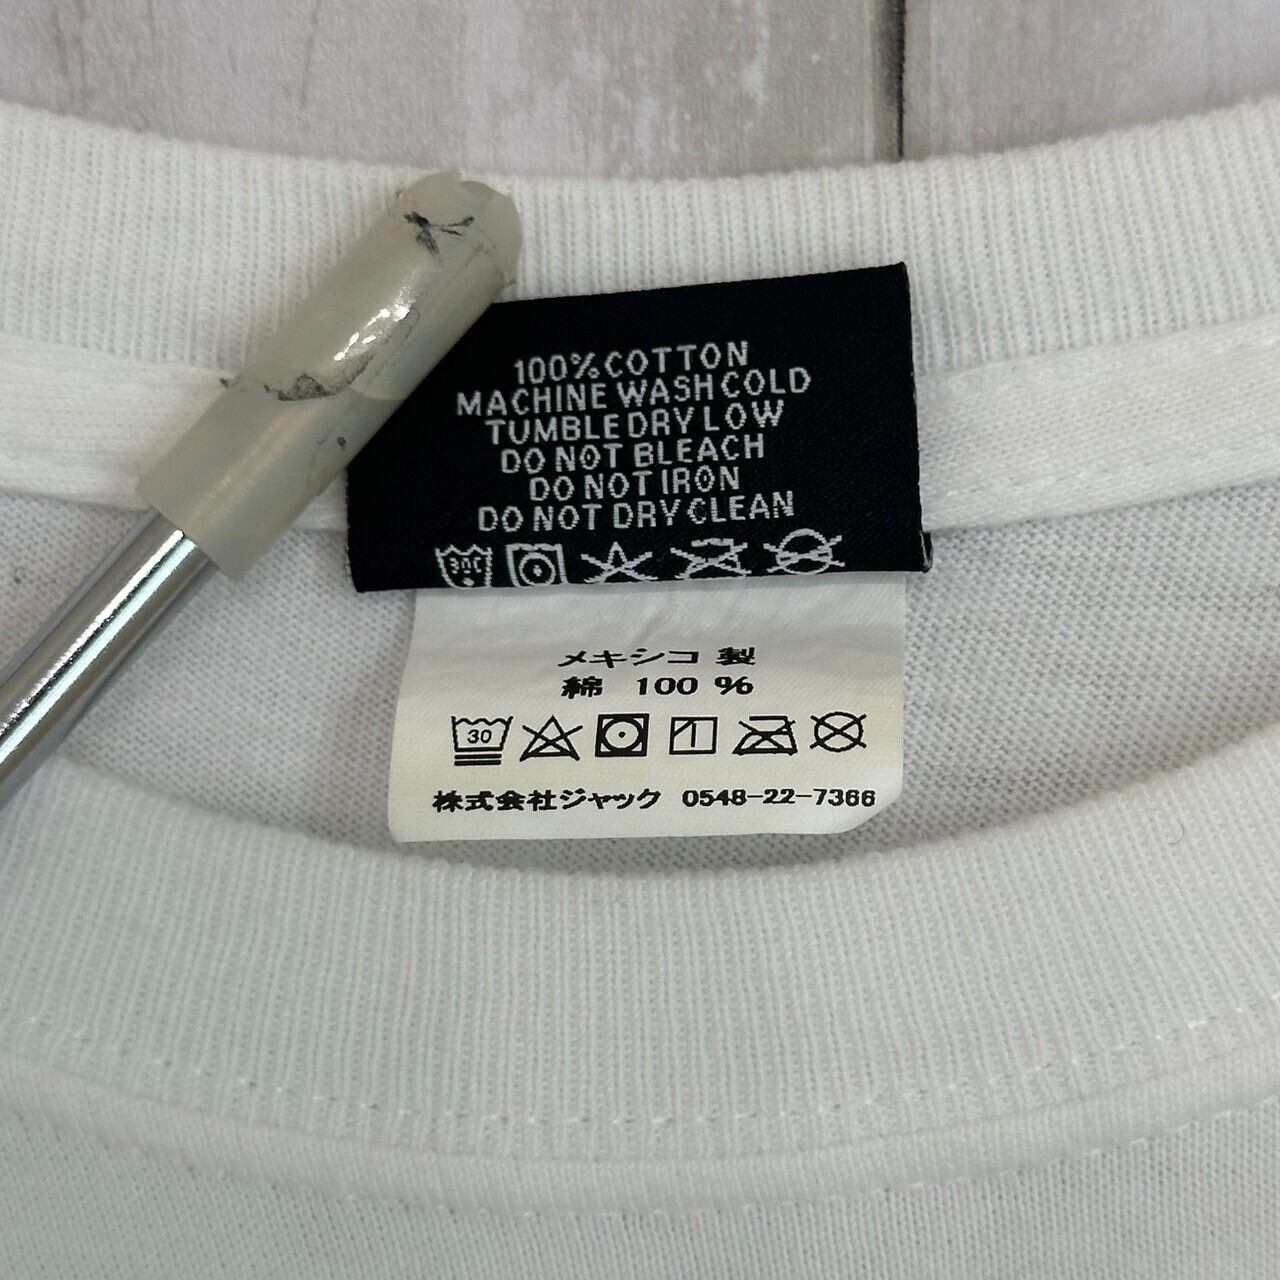 100% COTTON
MACHINE WASH COLD
TUMBLE DRY LOW
DO NOT BLEACH
DO NOT IRON
DO NOT DRY CLEAN
30C
メキシコ 製
綿 100 %
30
株式会社ジャック 0548-22-7366